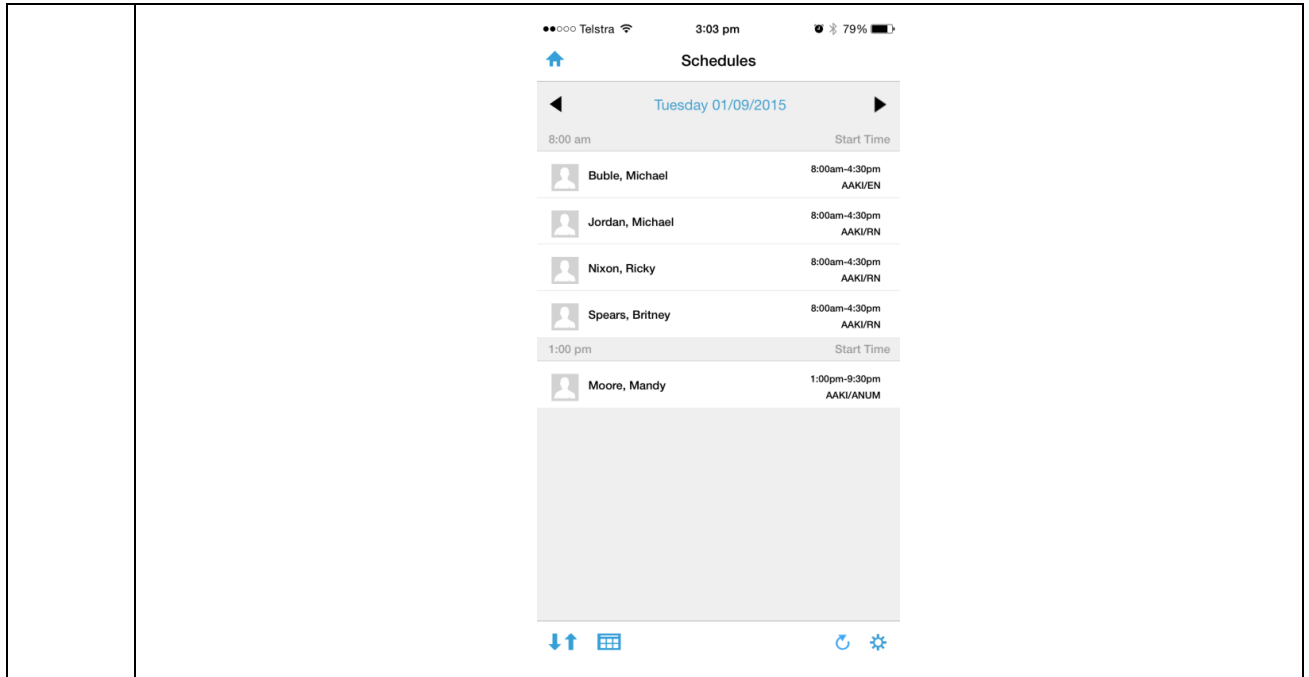 Telstra 3:03 pm 79%
Schedules
Tuesday 01/09/2015
8:00 am Start Time
Buble, Michael 8:00am-4:30pm
AAKI/EN
Jordan, Michael 8:00am-4:30pm
AAKI/RN
Nixon, Ricky 8:00am-4:30pm
AAKI/RN
Spears, Britney 8:00am-4:30pm
AAKI/RN
1:00 pm Start Time
Moore, Mandy 1:00pm-9:30pm
AAKI/ANUM